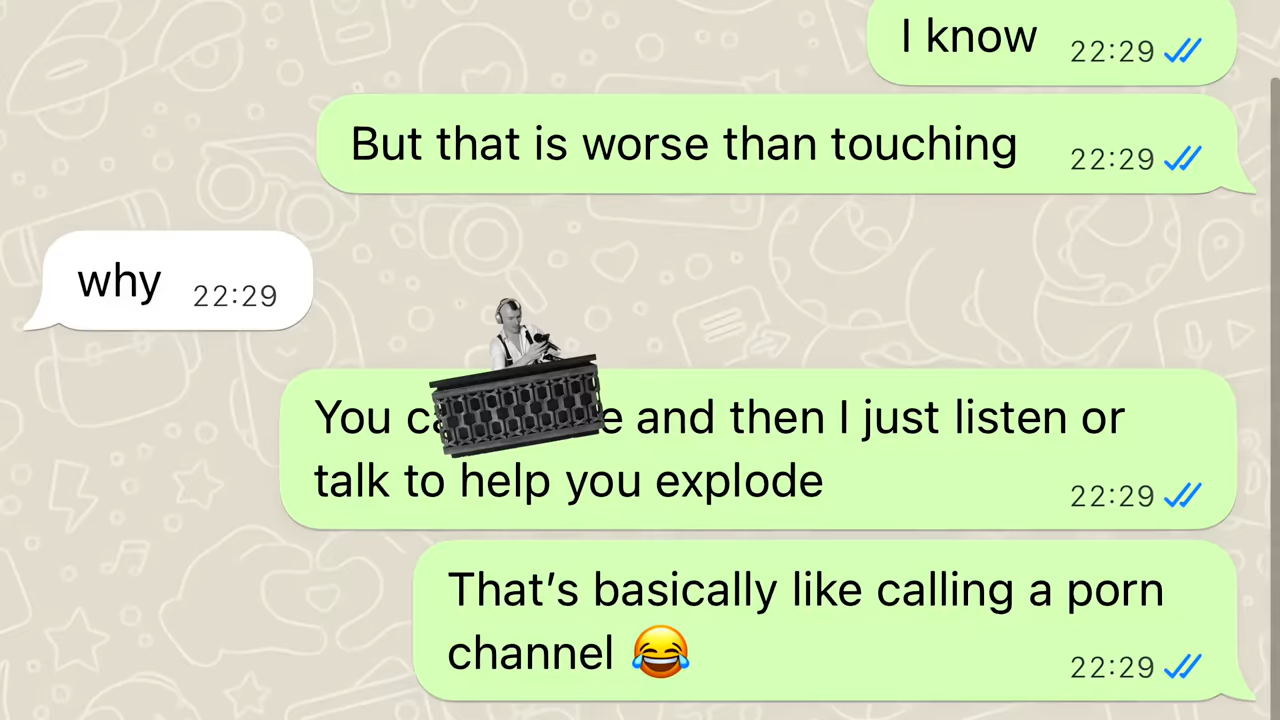 I know 22:29
But that is worse than touching 22:29
why 22:29
You and then I just listen or
talk to help you explode 22:29
That's basically like calling a porn
channel 😂 22:29